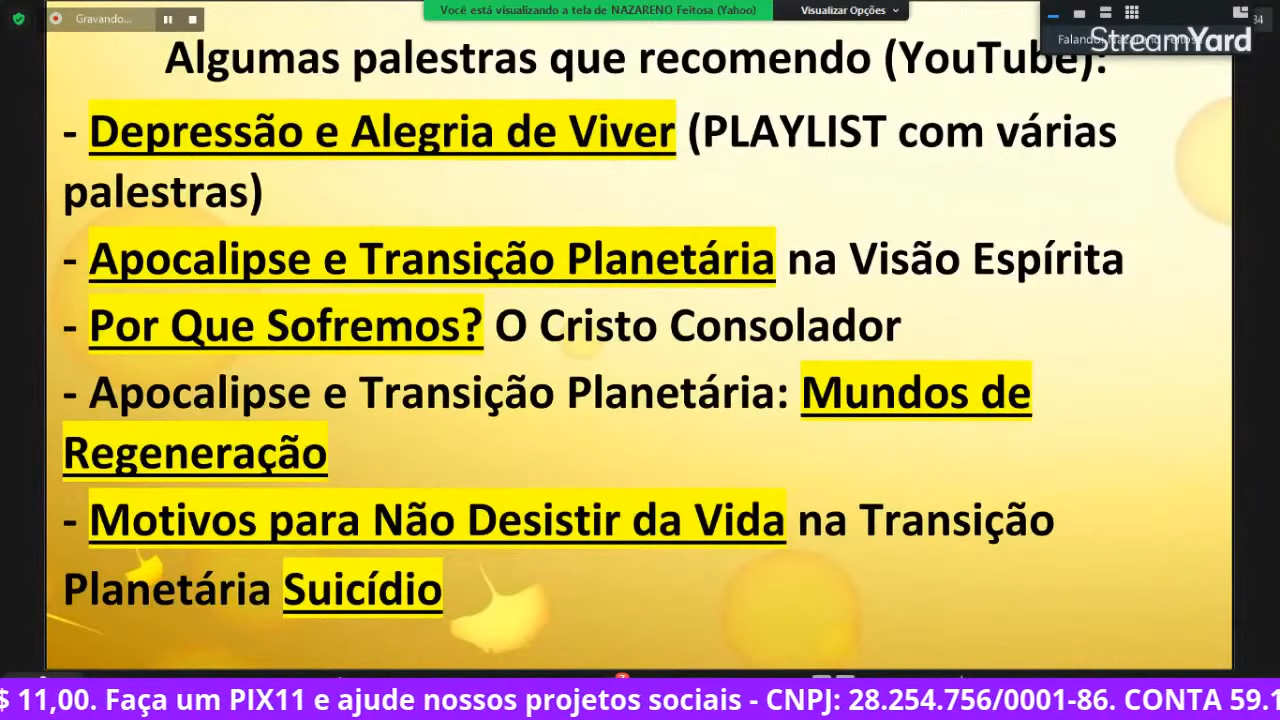 Gravando...
Você está visualizando a tela de NAZARENO Feitosa (Yahoo)
Visualizar Opções
34
StreamYard
Algumas palestras que recomendo (YouTube):
- Depressão e Alegria de Viver (PLAYLIST com várias
palestras)
- Apocalipse e Transição Planetária na Visão Espírita
- Por Que Sofremos? O Cristo Consolador
- Apocalipse e Transição Planetária: Mundos de
Regeneração
- Motivos para Não Desistir da Vida na Transição
Planetária Suicídio
$ 11,00. Faça um PIX11 e ajude nossos projetos sociais - CNPJ: 28.254.756/0001-86. CONTA 59.1